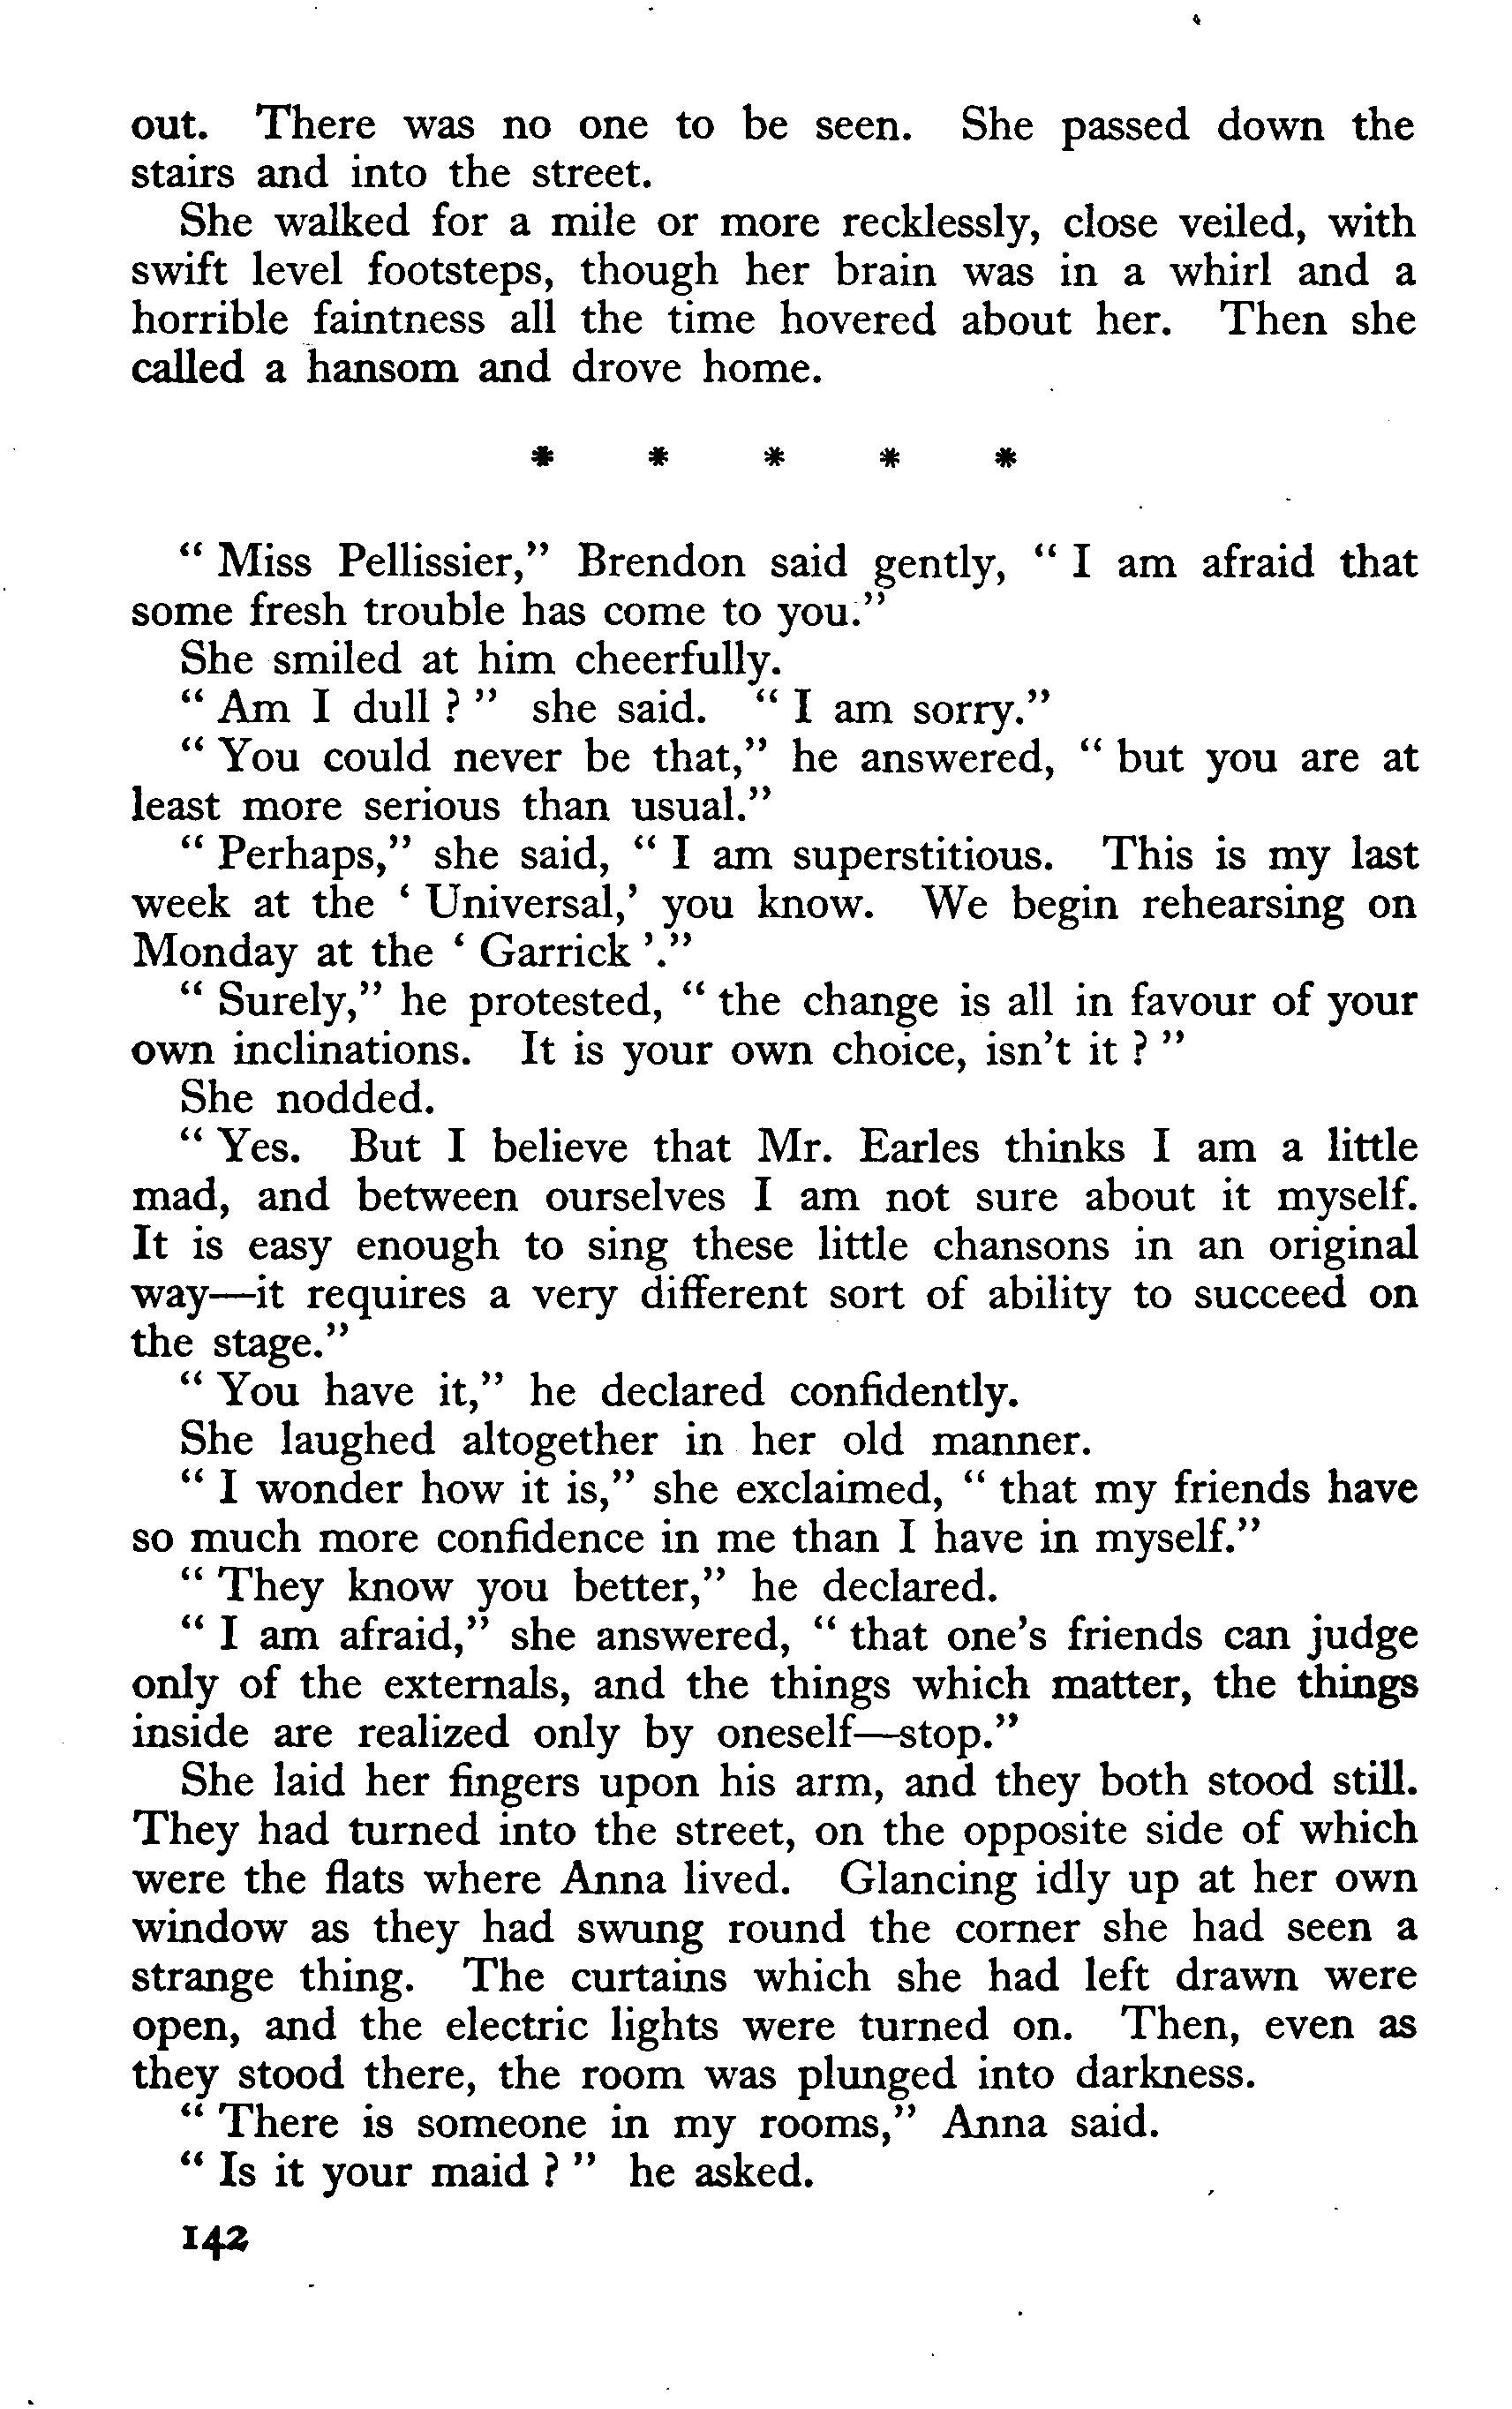 out. There was no one to be seen. She passed down the
stairs and into the street.
She walked for a mile or more recklessly, close veiled, with
swift level footsteps, though her brain was in a whirl and a
horrible faintness all the time hovered about her. Then she
called a hansom and drove home.
* * * * *
" Miss Pellissier," Brendon said gently, " I am afraid that
some fresh trouble has come to you."
She smiled at him cheerfully.
" Am I dull ? " she said. " I am sorry."
" You could never be that," he answered, " but you are at
least more serious than usual."
" Perhaps," she said, " I am superstitious. This is my last
week at the ' Universal,' you know. We begin rehearsing on
Monday at the ' Garrick '."
" Surely," he protested, " the change is all in favour of your
own inclinations. It is your own choice, isn't it ? "
She nodded.
" Yes. But I believe that Mr. Earles thinks I am a little
mad, and between ourselves I am not sure about it myself.
It is easy enough to sing these little chansons in an original
way—it requires a very different sort of ability to succeed on
the stage."
" You have it," he declared confidently.
She laughed altogether in her old manner.
" I wonder how it is," she exclaimed, " that my friends have
so much more confidence in me than I have in myself."
" They know you better," he declared.
" I am afraid," she answered, " that one's friends can judge
only of the externals, and the things which matter, the things
inside are realized only by oneself—stop."
She laid her fingers upon his arm, and they both stood still.
They had turned into the street, on the opposite side of which
were the flats where Anna lived. Glancing idly up at her own
window as they had swung round the corner she had seen a
strange thing. The curtains which she had left drawn were
open, and the electric lights were turned on. Then, even as
they stood there, the room was plunged into darkness.
" There is someone in my rooms," Anna said.
" Is it your maid ? " he asked.
142